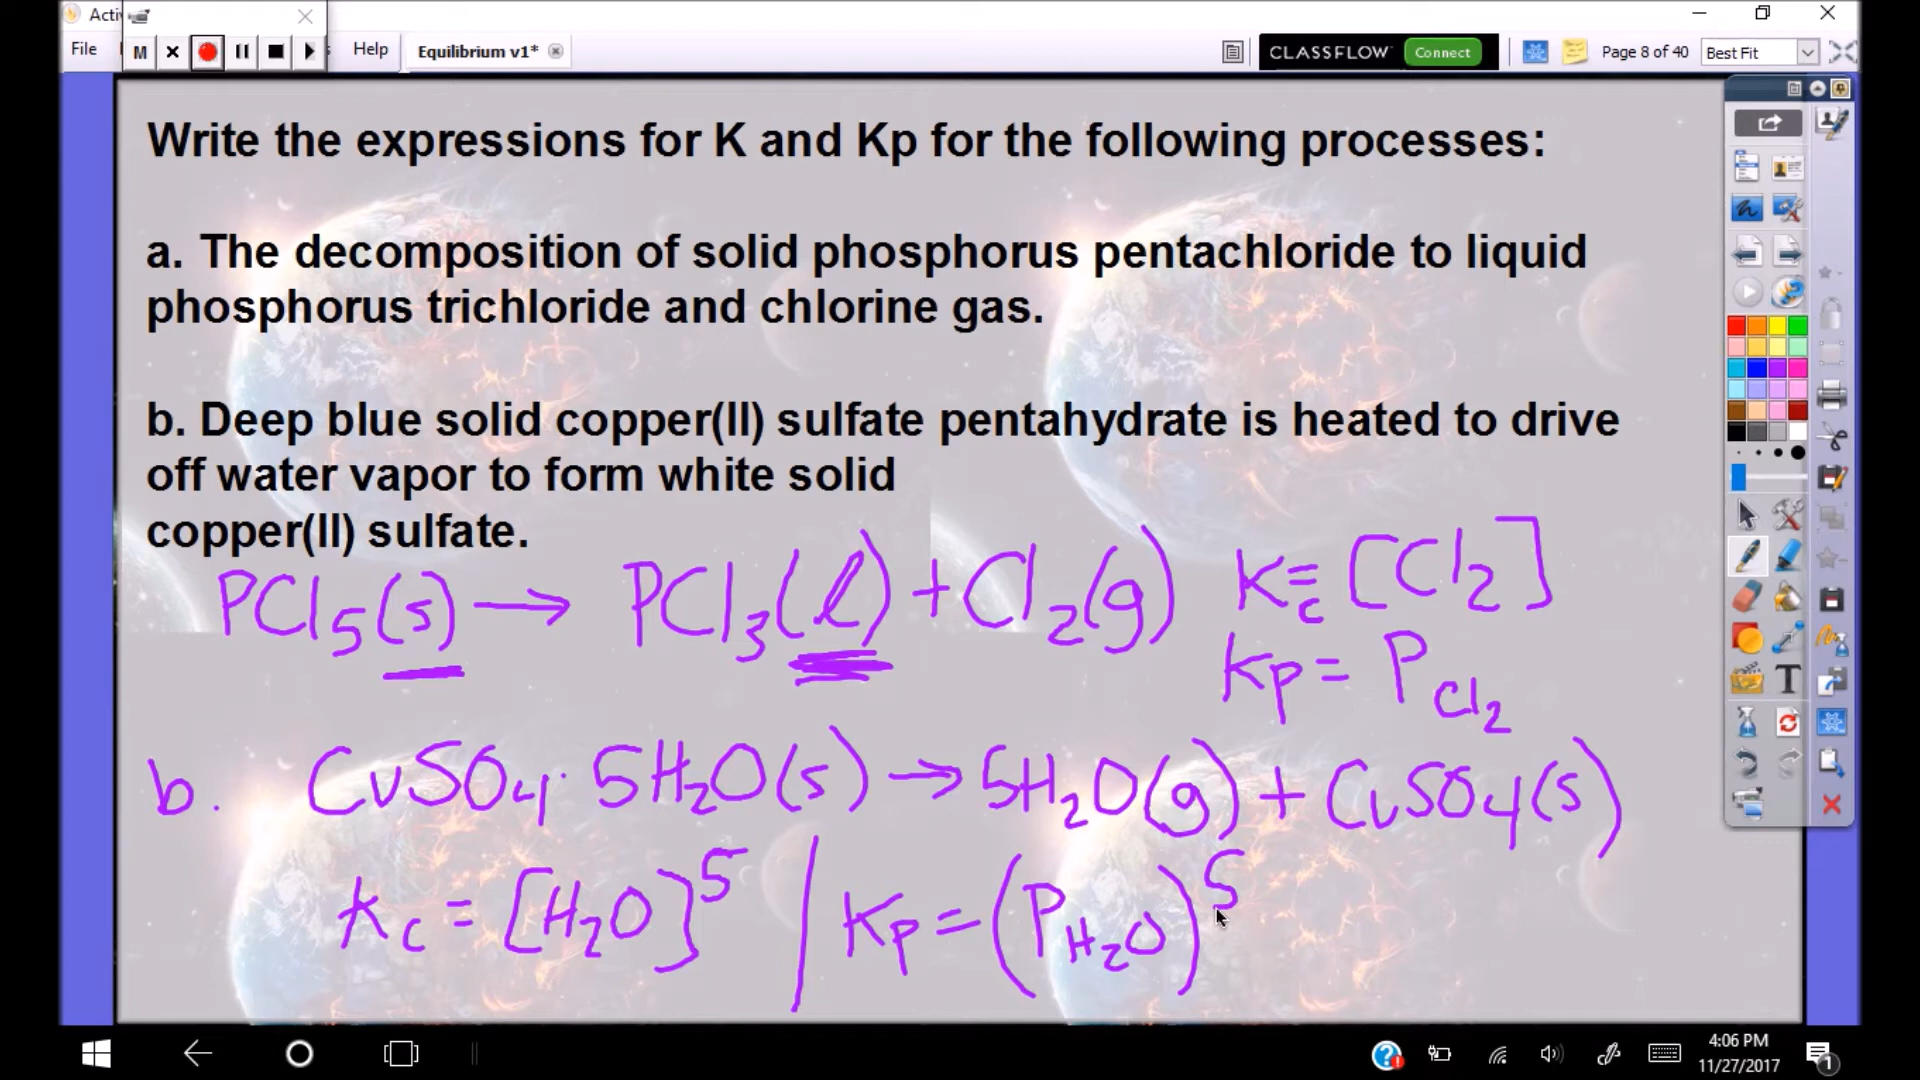 Acti
M
File Help Equilibrium v1* CLASSFLOW Connect Page 8 of 40 Best Fit
Write the expressions for K and Kp for the following processes:
a. The decomposition of solid phosphorus pentachloride to liquid
phosphorus trichloride and chlorine gas.
b. Deep blue solid copper(II) sulfate pentahydrate is heated to drive
off water vapor to form white solid
copper(II) sulfate.
PCl₅(s) → PCl₃(l) + Cl₂(g) Kc = [Cl₂]
Kp = P Cl₂
b. CuSO₄·5H₂O(s) → 5H₂O(g) + CuSO₄(s)
Kc = [H₂O]⁵ | Kp = (P H₂O)⁵
4:06 PM
11/27/2017
1